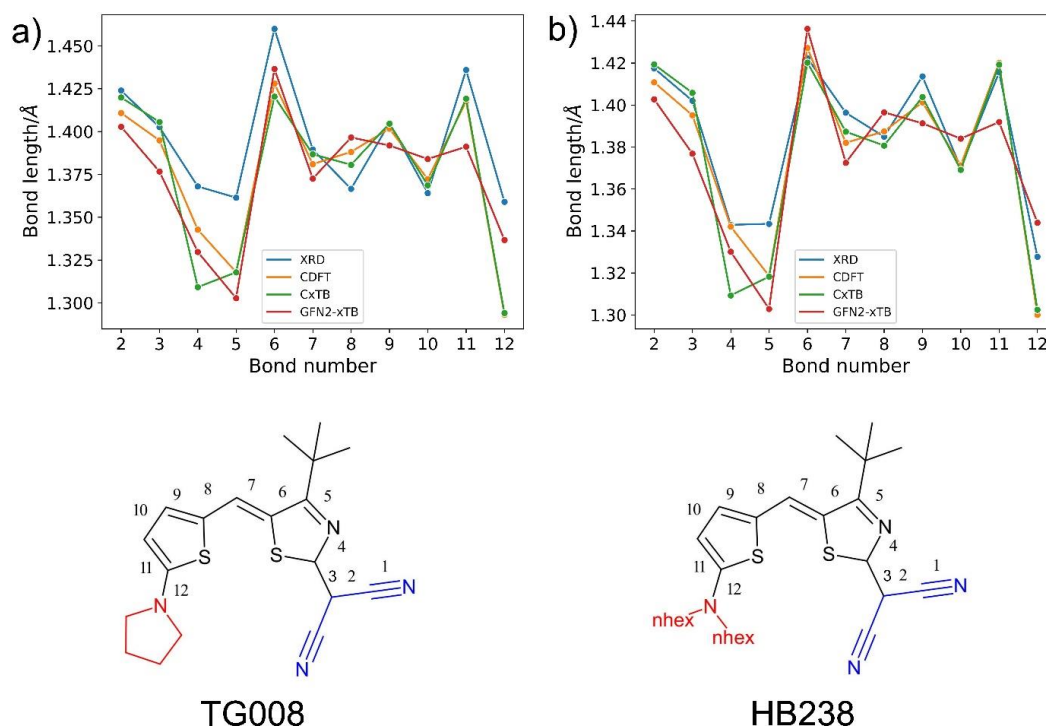 a)
Bond length/Å
1.450
1.425
1.400
1.375
1.350
1.325
1.300
XRD
CDFT
CxTB
GFN2-xTB
2 3 4 5 6 7 8 9 10 11 12
Bond number
b)
Bond length/Å
1.44
1.42
1.40
1.38
1.36
1.34
1.32
1.30
XRD
CDFT
CxTB
GFN2-xTB
2 3 4 5 6 7 8 9 10 11 12
Bond number
7
8 6
9 5
10 N
S S 4
11 1
12 3 2
N N
N
TG008
7
8 6
9 5
10 N
S S 4
11 1
12 3 2
N N
nhex
nhex
N
HB238